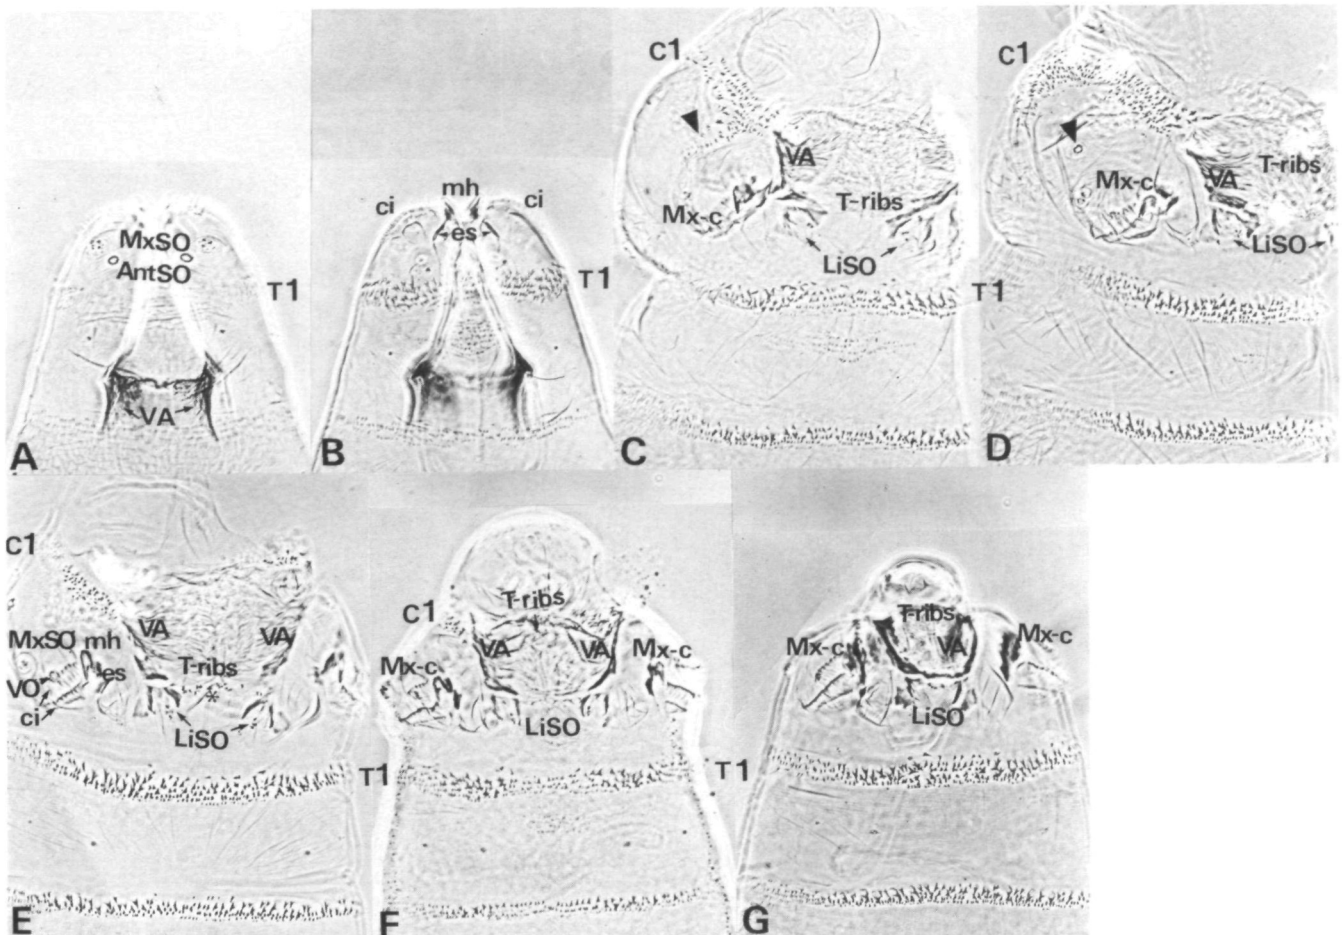 MxSO
AntSO
T1
VA
A
mh
ci
ci
es
T1
B
C1
VA
T-ribs
Mx-c
LiSO
T1
C
C1
T-ribs
Mx-c
VA
LiSO
D
C1
VA
VA
MxSO mh
es
T-ribs
*
VO
ci
LiSO
T1
E
C1
T-ribs
VA
VA
Mx-c
Mx-c
LiSO
T1
F
T-ribs
Mx-c
Mx-c
VA
LiSO
G